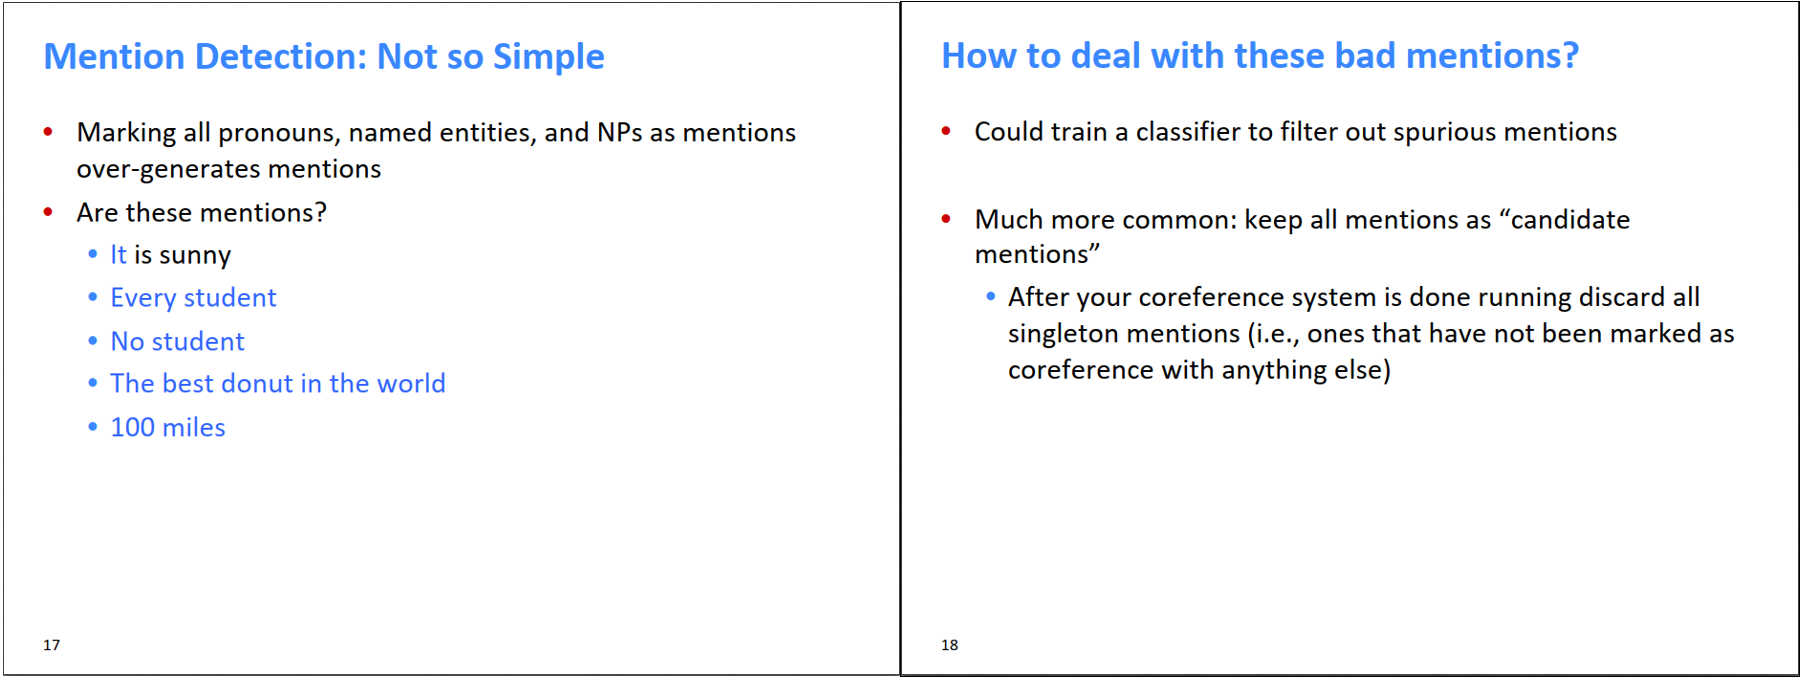 Mention Detection: Not so Simple
• Marking all pronouns, named entities, and NPs as mentions
over-generates mentions
• Are these mentions?
• It is sunny
• Every student
• No student
• The best donut in the world
• 100 miles
17
How to deal with these bad mentions?
• Could train a classifier to filter out spurious mentions
• Much more common: keep all mentions as “candidate
mentions”
• After your coreference system is done running discard all
singleton mentions (i.e., ones that have not been marked as
coreference with anything else)
18